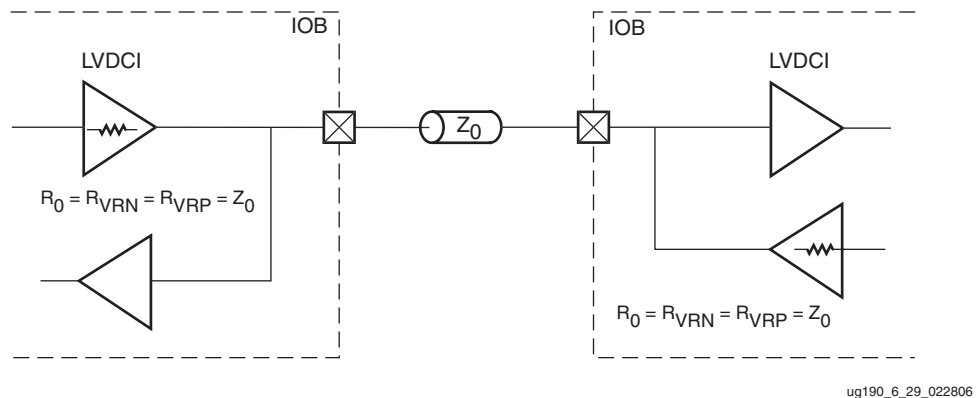 IOB
LVDCI
R0 = RVRN = RVRP = Z0
Z0
IOB
LVDCI
R0 = RVRN = RVRP = Z0
ug190_6_29_022806